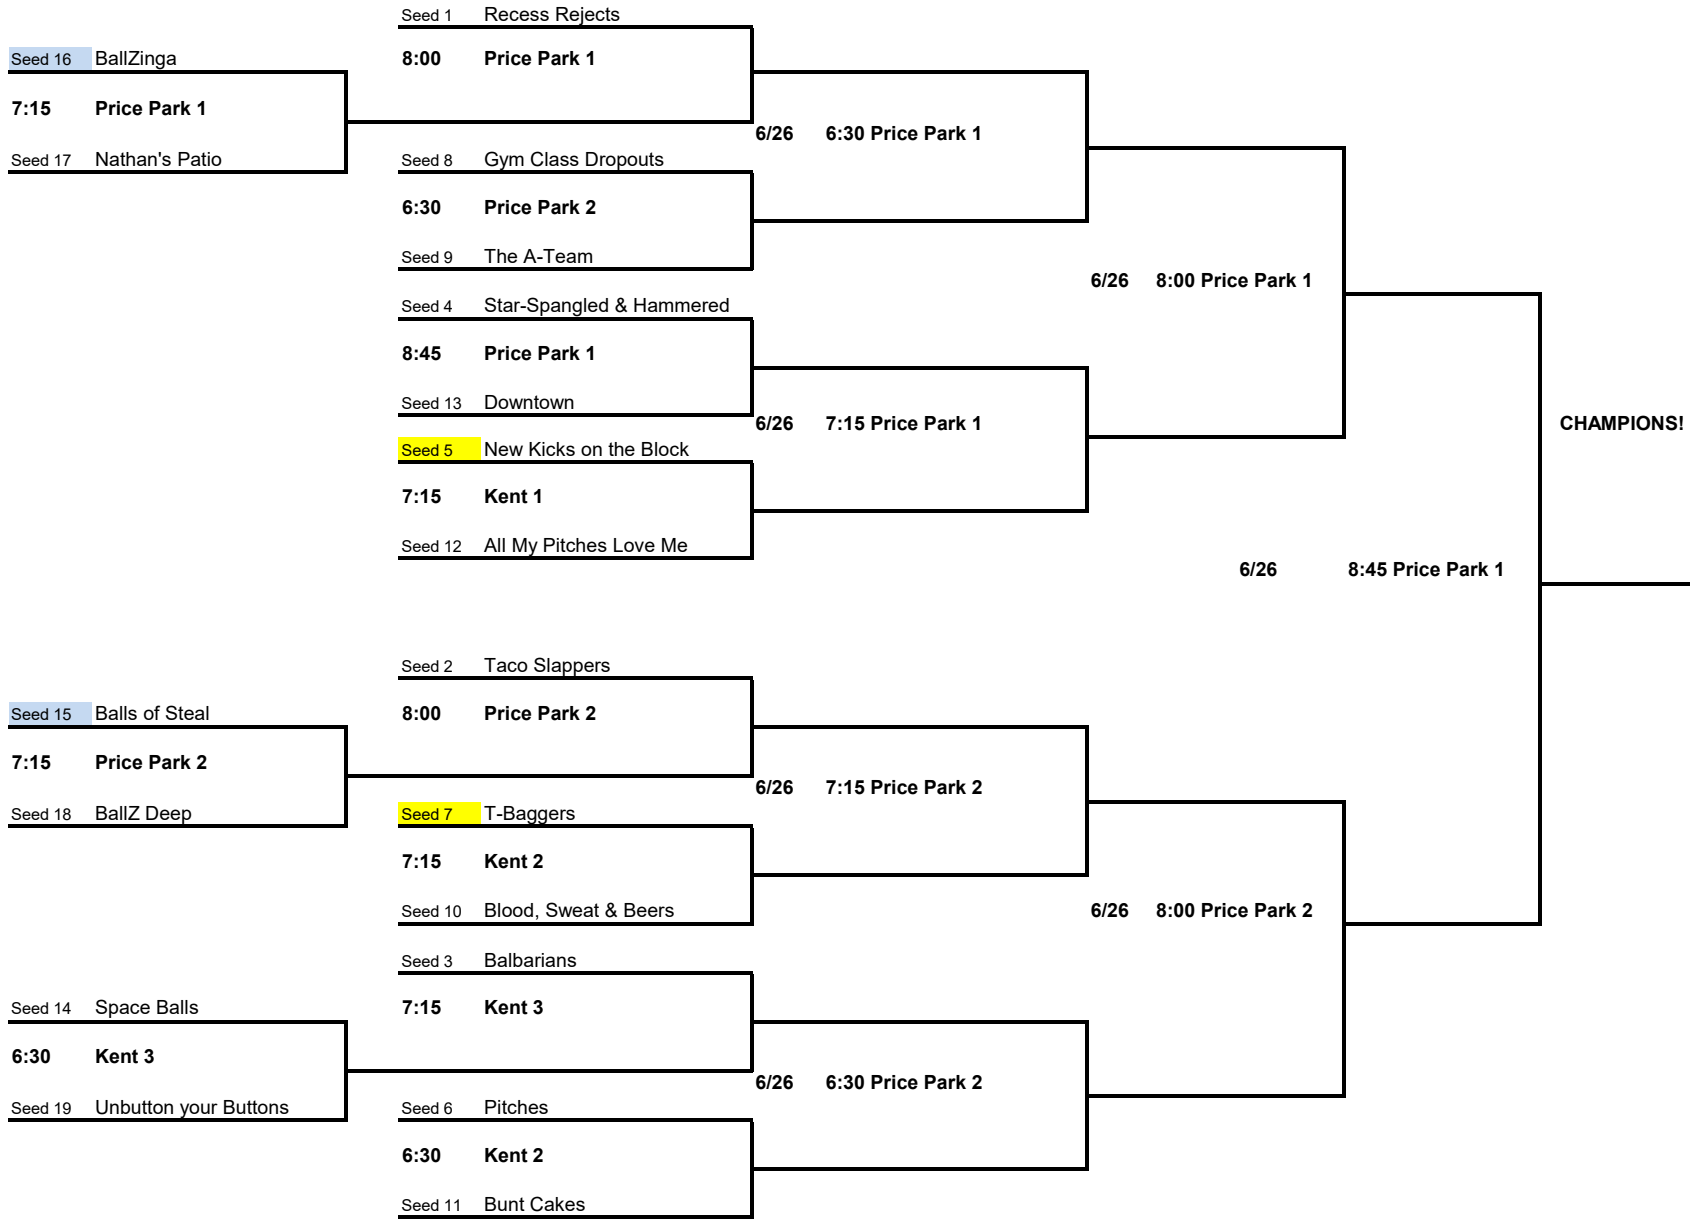 Seed 1 Recess Rejects
Seed 16 BallZinga
8:00 Price Park 1
7:15 Price Park 1
6/26 6:30 Price Park 1
Seed 17 Nathan's Patio
Seed 8 Gym Class Dropouts
6:30 Price Park 2
Seed 9 The A-Team
6/26 8:00 Price Park 1
Seed 4 Star-Spangled & Hammered
8:45 Price Park 1
Seed 13 Downtown
6/26 7:15 Price Park 1
CHAMPIONS!
Seed 5 New Kicks on the Block
7:15 Kent 1
Seed 12 All My Pitches Love Me
6/26 8:45 Price Park 1
Seed 2 Taco Slappers
Seed 15 Balls of Steal
8:00 Price Park 2
7:15 Price Park 2
6/26 7:15 Price Park 2
Seed 18 BallZ Deep
Seed 7 T-Baggers
7:15 Kent 2
Seed 10 Blood, Sweat & Beers
6/26 8:00 Price Park 2
Seed 3 Balbarians
Seed 14 Space Balls
7:15 Kent 3
6:30 Kent 3
6/26 6:30 Price Park 2
Seed 19 Unbutton your Buttons
Seed 6 Pitches
6:30 Kent 2
Seed 11 Bunt Cakes